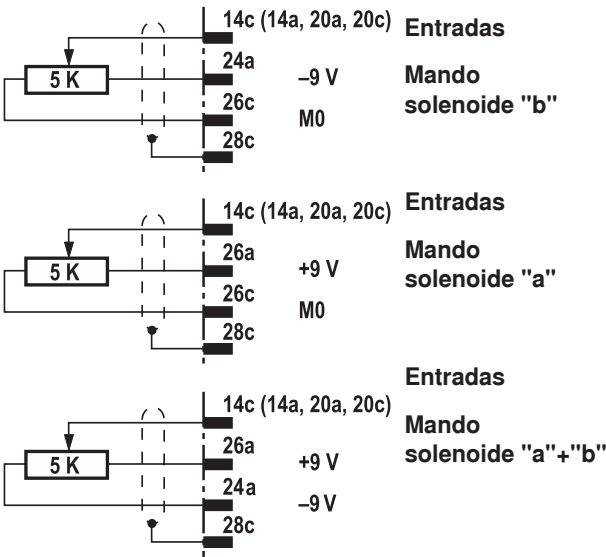 14c (14a, 20a, 20c) Entradas
24a
5 K –9 V Mando
solenoide "b"
26c
M0
28c
14c (14a, 20a, 20c) Entradas
26a Mando
5 K +9 V solenoide "a"
26c
M0
28c
Entradas
14c (14a, 20a, 20c)
Mando
26a
solenoide "a"+"b"
5 K +9 V
24a
–9 V
28c